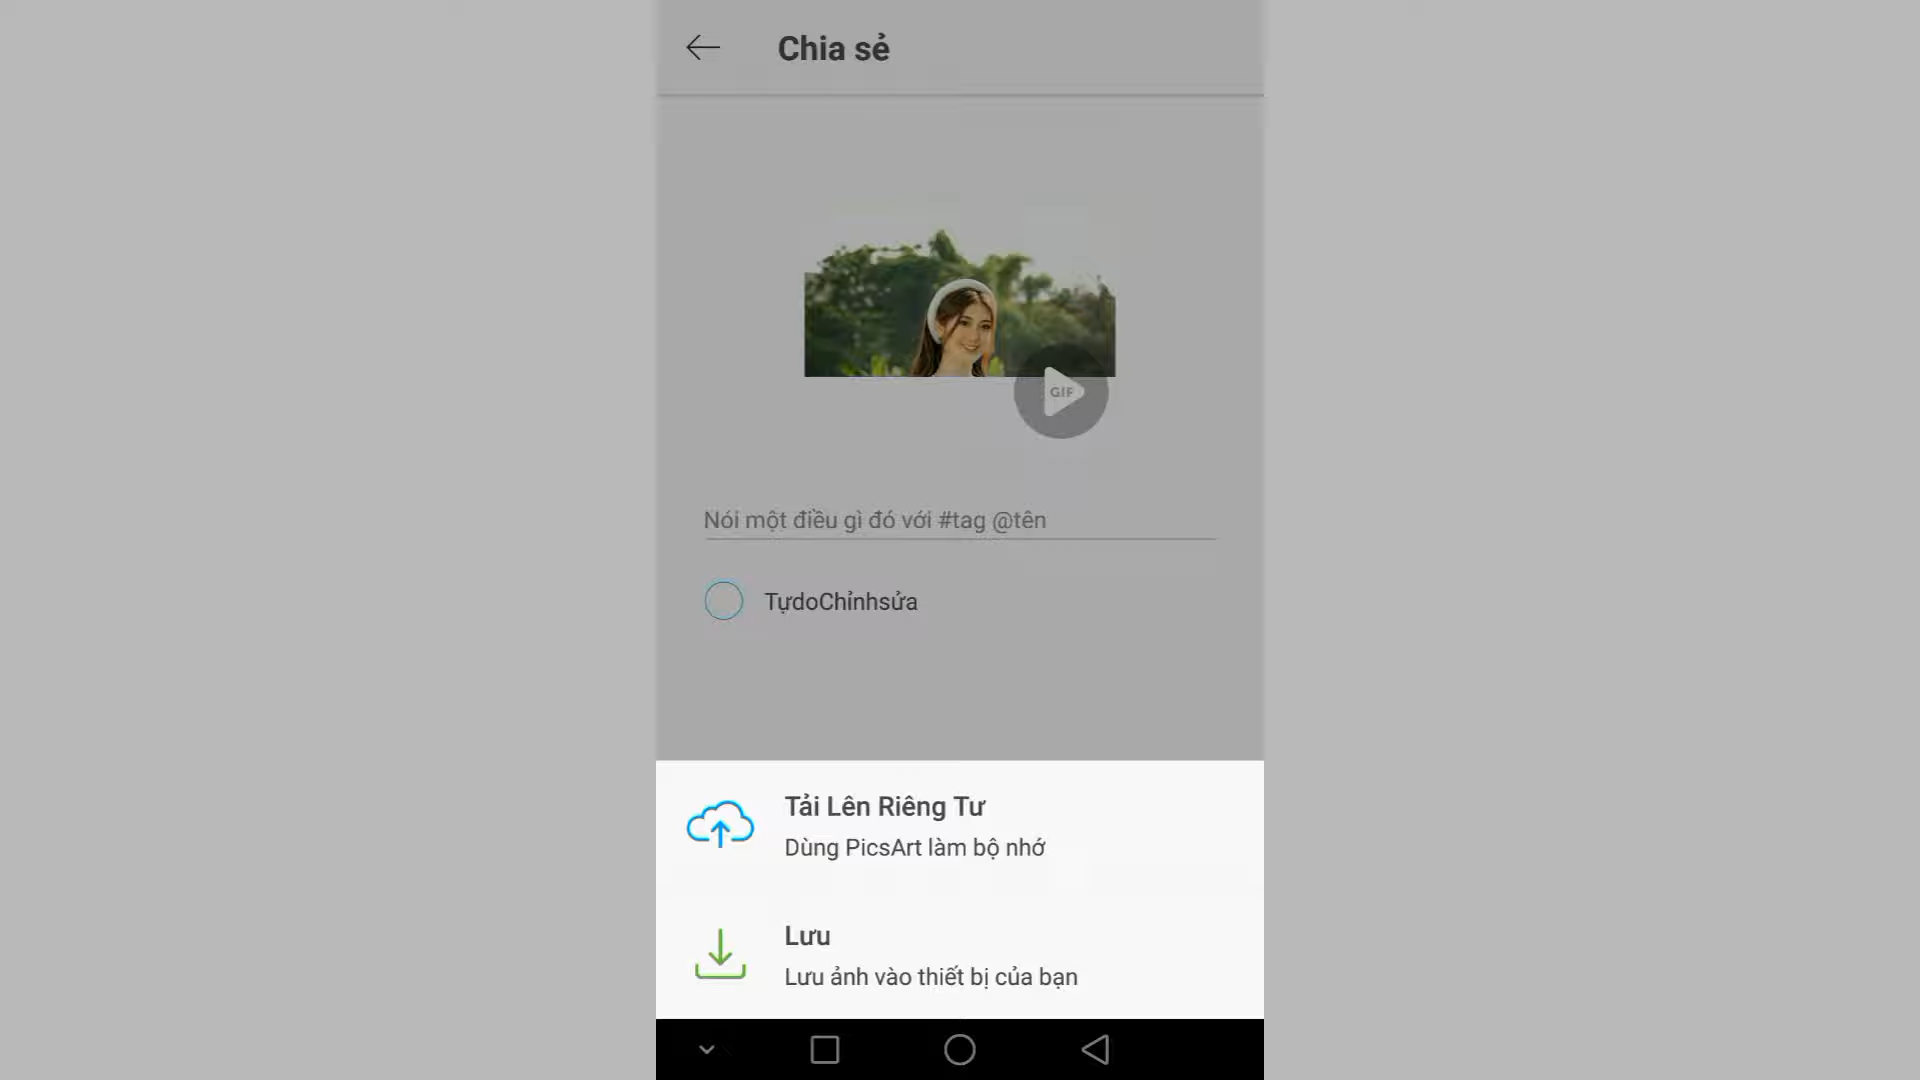 Chia sẻ
GIF
Nói một điều gì đó với #tag @tên
TựdoChỉnhsửa
Tải Lên Riêng Tư
Dùng PicsArt làm bộ nhớ
Lưu
Lưu ảnh vào thiết bị của bạn